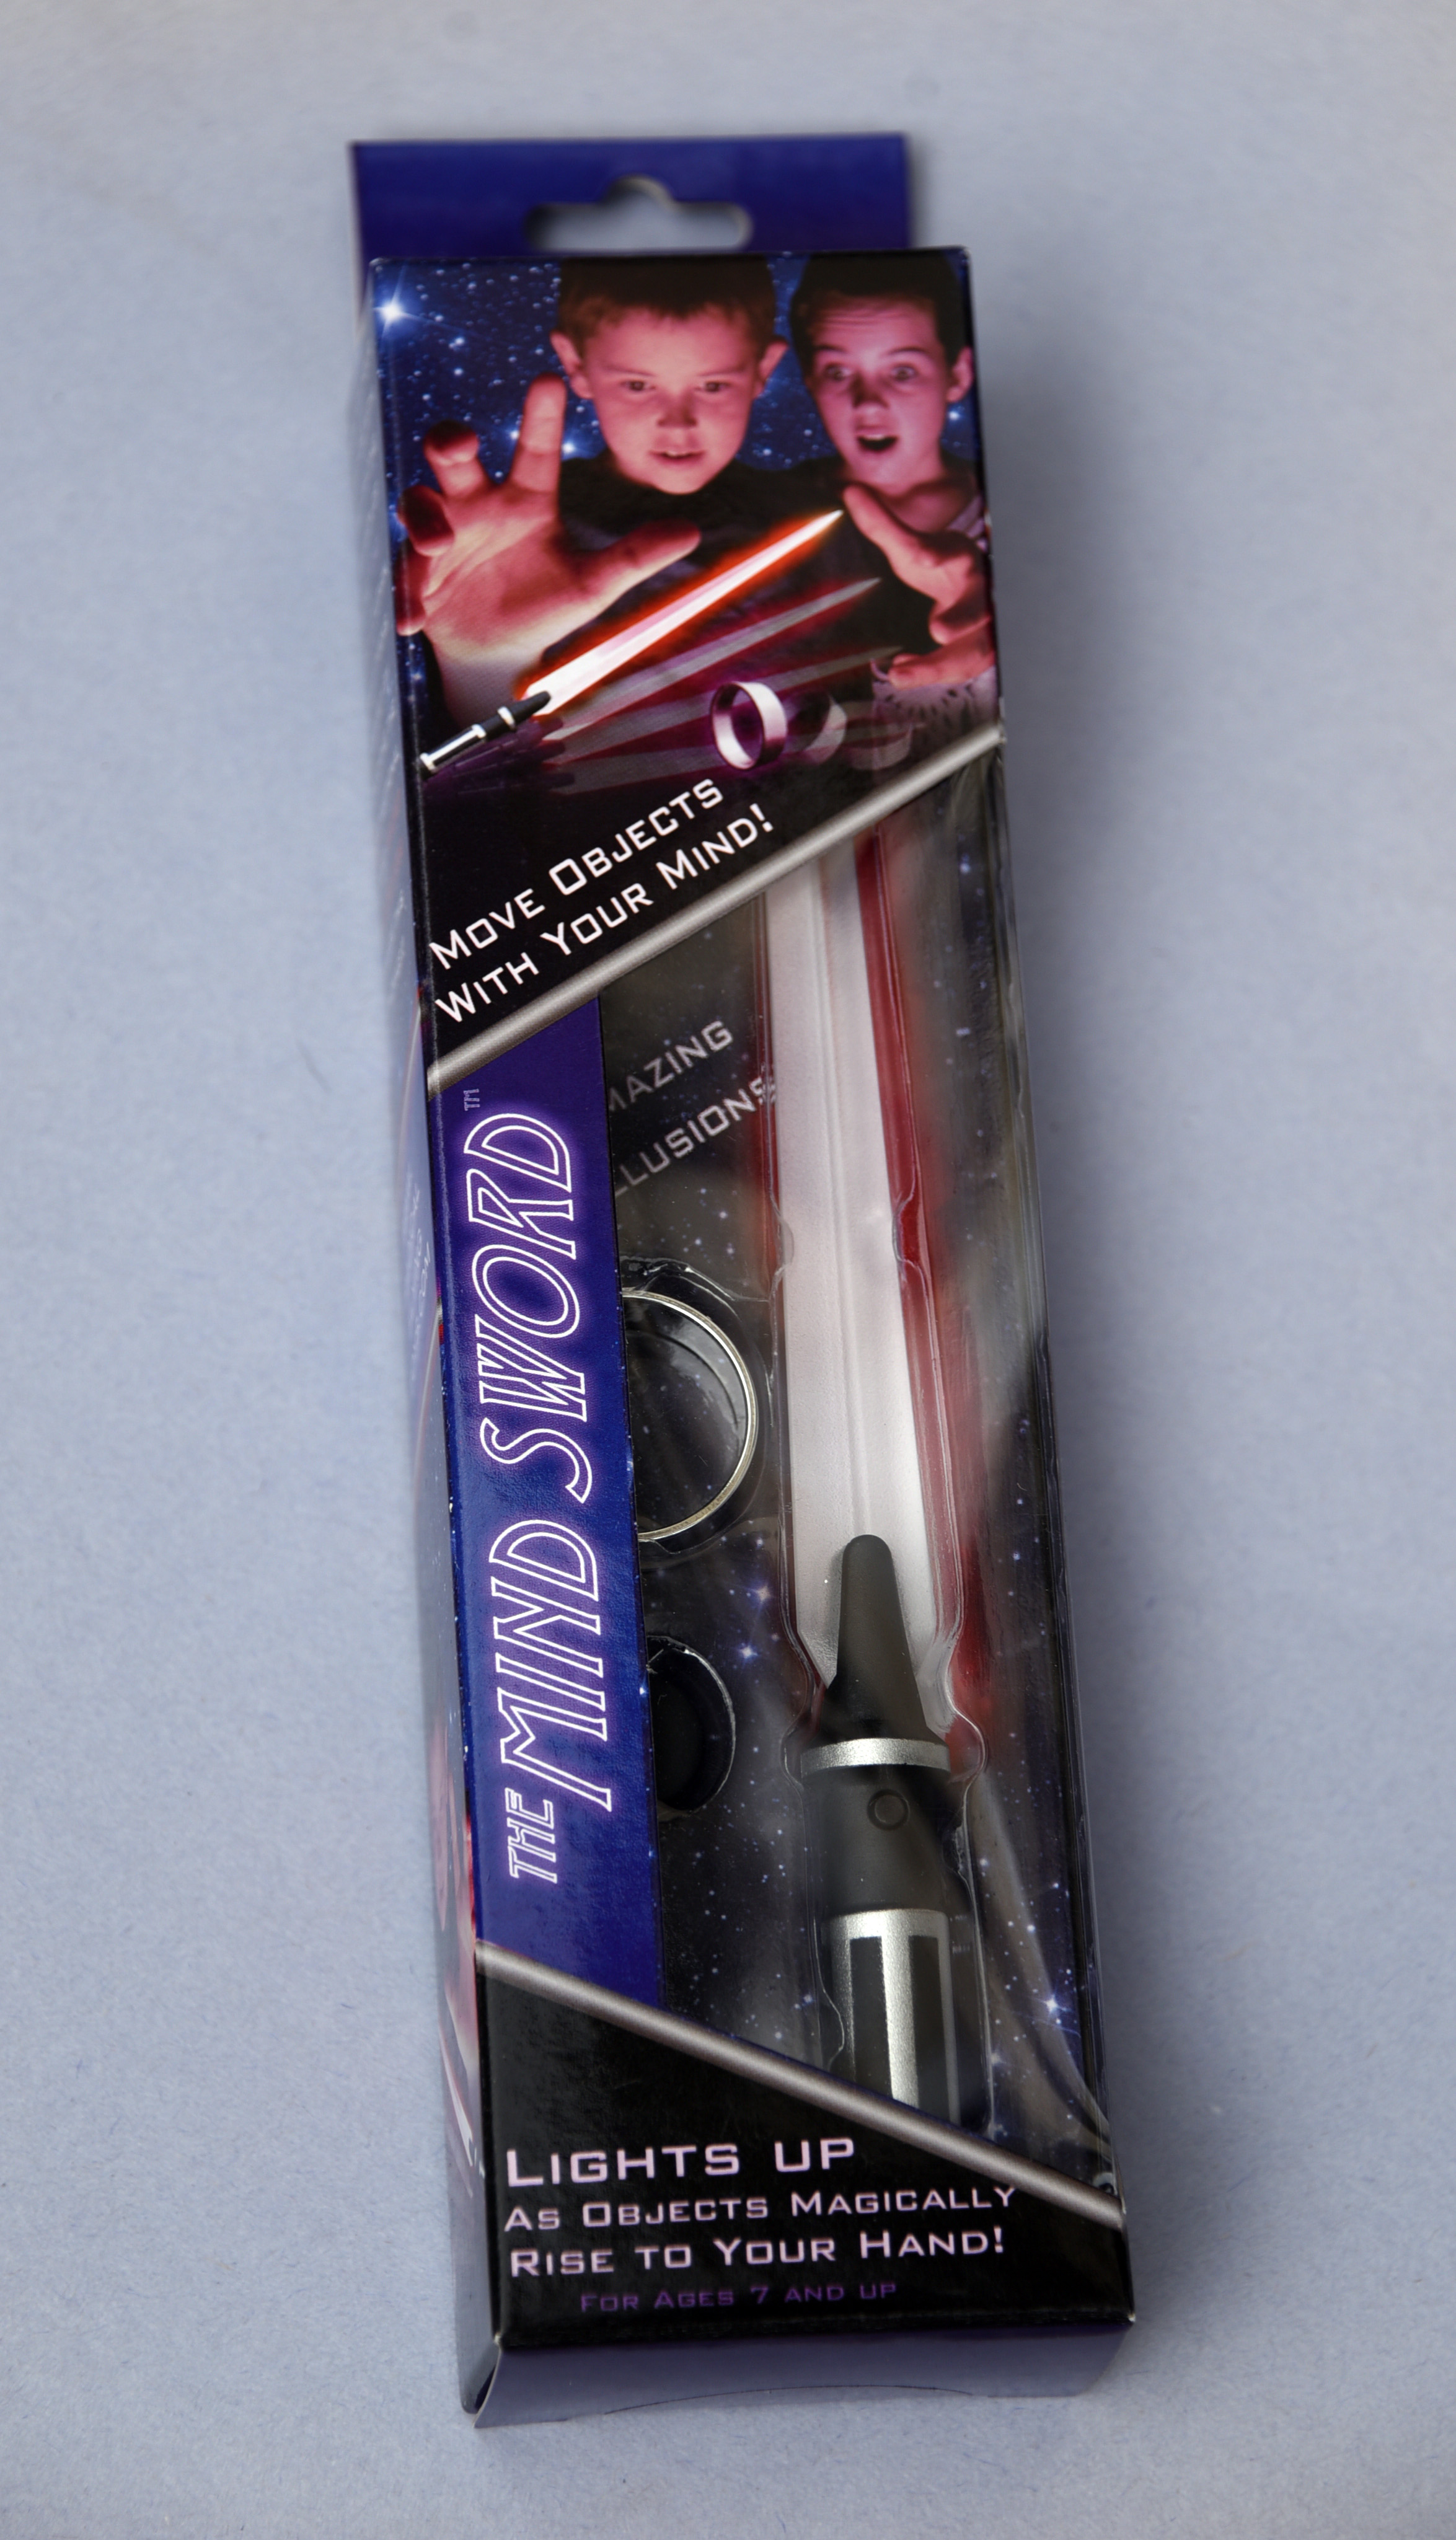 Move Objects
with Your Mind!
mazing
llusions
The Mind Sword™
Lights up
As Objects Magically
Rise to Your Hand!
For Ages 7 and up